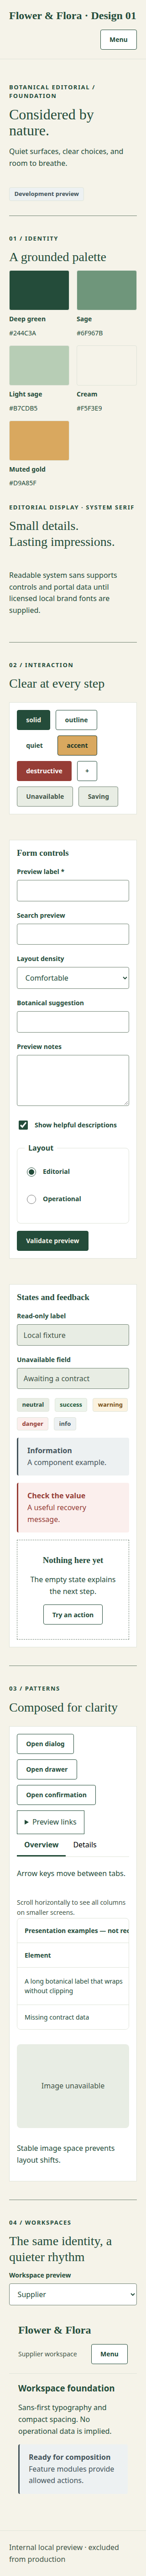 Flower & Flora · Design 01
Menu
BOTANICAL EDITORIAL /
FOUNDATION
Considered by
nature.
Quiet surfaces, clear choices, and
room to breathe.
Development preview
01 / IDENTITY
A grounded palette
Deep green
#244C3A
Sage
#6F967B
Light sage
#B7CDB5
Cream
#F5F3E9
Muted gold
#D9A85F
EDITORIAL DISPLAY · SYSTEM SERIF
Small details.
Lasting impressions.
Readable system sans supports
controls and portal data until
licensed local brand fonts are
supplied.
02 / INTERACTION
Clear at every step
solid
outline
quiet
accent
destructive
+
Unavailable
Saving
Form controls
Preview label *
Search preview
Layout density
Comfortable
Botanical suggestion
Preview notes
Show helpful descriptions
Layout
Editorial
Operational
Validate preview
States and feedback
Read-only label
Local fixture
Unavailable field
Awaiting a contract
neutral
success
warning
danger
info
Information
A component example.
Check the value
A useful recovery
message.
Nothing here yet
The empty state explains
the next step.
Try an action
03 / PATTERNS
Composed for clarity
Open dialog
Open drawer
Open confirmation
Preview links
Overview
Details
Arrow keys move between tabs.
Scroll horizontally to see all columns
on smaller screens.
Presentation examples — not rec
Element
A long botanical label that wraps
without clipping
Missing contract data
Image unavailable
Stable image space prevents
layout shifts.
04 / WORKSPACES
The same identity, a
quieter rhythm
Workspace preview
Supplier
Flower & Flora
Supplier workspace
Menu
Workspace foundation
Sans-first typography and
compact spacing. No
operational data is implied.
Ready for composition
Feature modules provide
allowed actions.
Internal local preview · excluded
from production